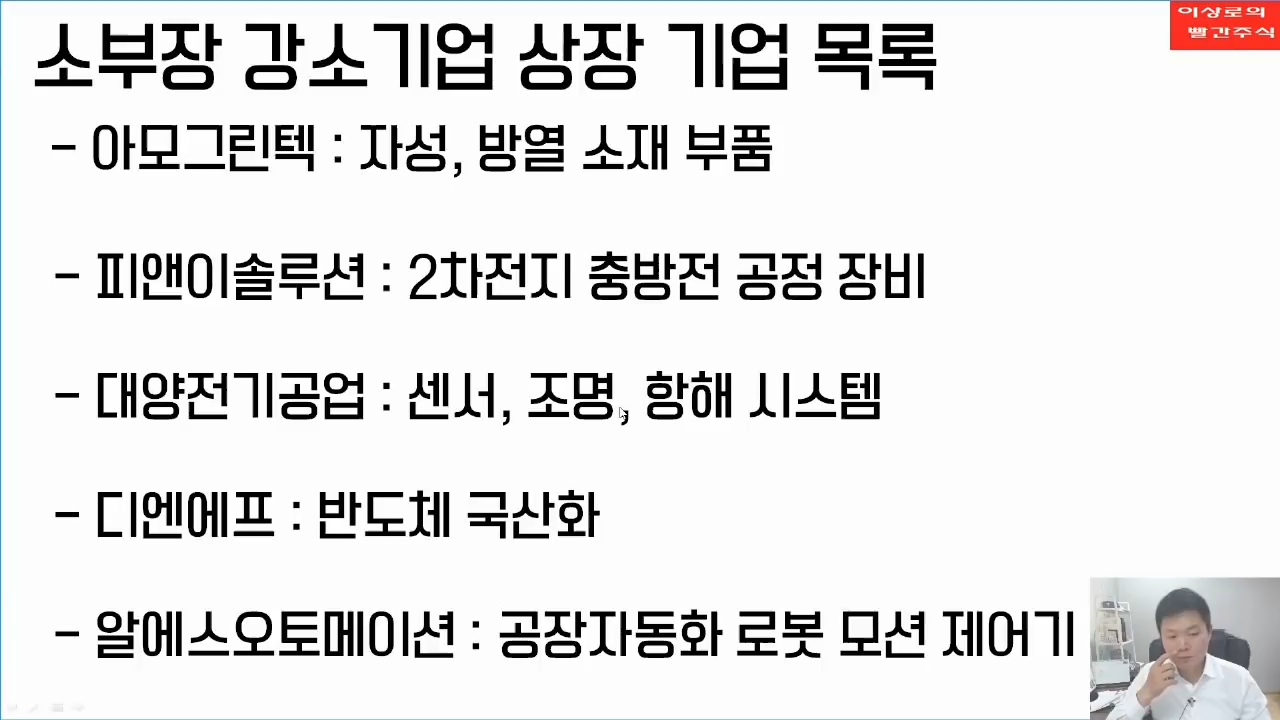 소부장 강소기업 상장 기업 목록
이상로의
빨간주식
- 아모그린텍 : 자성, 방열 소재 부품
- 피앤이솔루션 : 2차전지 충방전 공정 장비
- 대양전기공업 : 센서, 조명, 항해 시스템
- 디엔에프 : 반도체 국산화
- 알에스오토메이션 : 공장자동화 로봇 모션 제어기